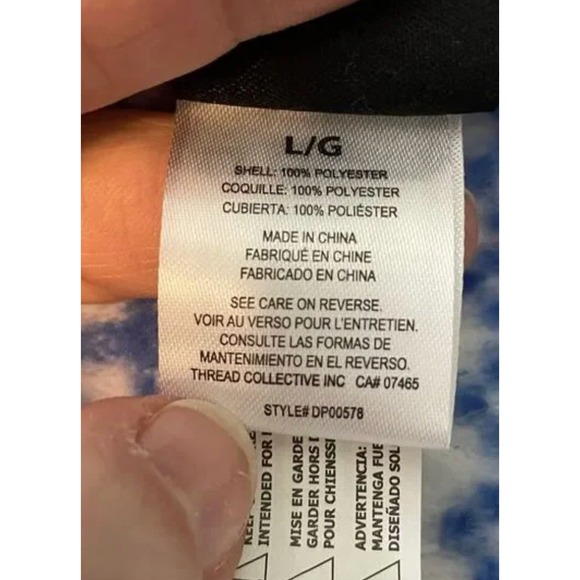 L/G
SHELL: 100% POLYESTER
COQUILLE: 100% POLYESTER
CUBIERTA: 100% POLIÉSTER
MADE IN CHINA
FABRIQUÉ EN CHINE
FABRICADO EN CHINA
SEE CARE ON REVERSE.
VOIR AU VERSO POUR L'ENTRETIEN.
CONSULTE LAS FORMAS DE
MANTENIMIENTO EN EL REVERSO.
THREAD COLLECTIVE INC CA# 07465
STYLE# DP00578
INTENDED FOR
MISE EN GARDE
GARDER HORS
POUR CHIENS
ADVERTENCIA:
MANTENGA FUE
DISEÑADO SOL